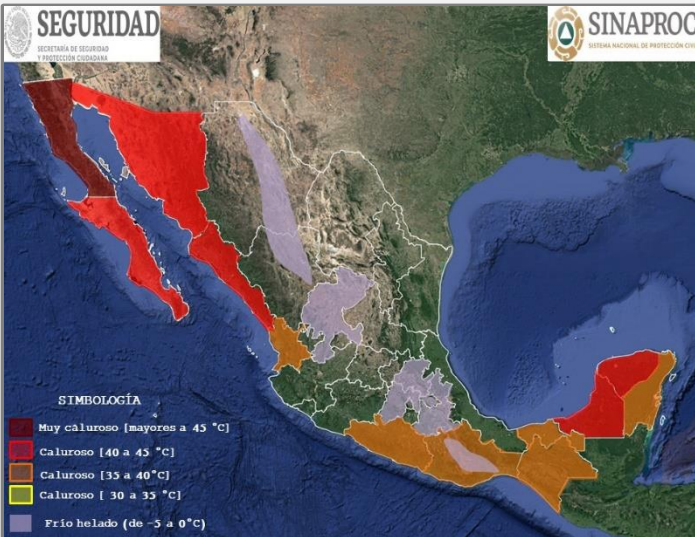 SEGURIDAD
SECRETARÍA DE SEGURIDAD
Y PROTECCIÓN CIUDADANA
SINAPROC
SISTEMA NACIONAL DE PROTECCIÓN CIVI
SIMBOLOGÍA
Muy caluroso [mayores a 45 °C]
Caluroso [40 a 45 °C]
Caluroso [35 a 40°C]
Caluroso [ 30 a 35 °C]
Frío helado (de -5 a 0°C)